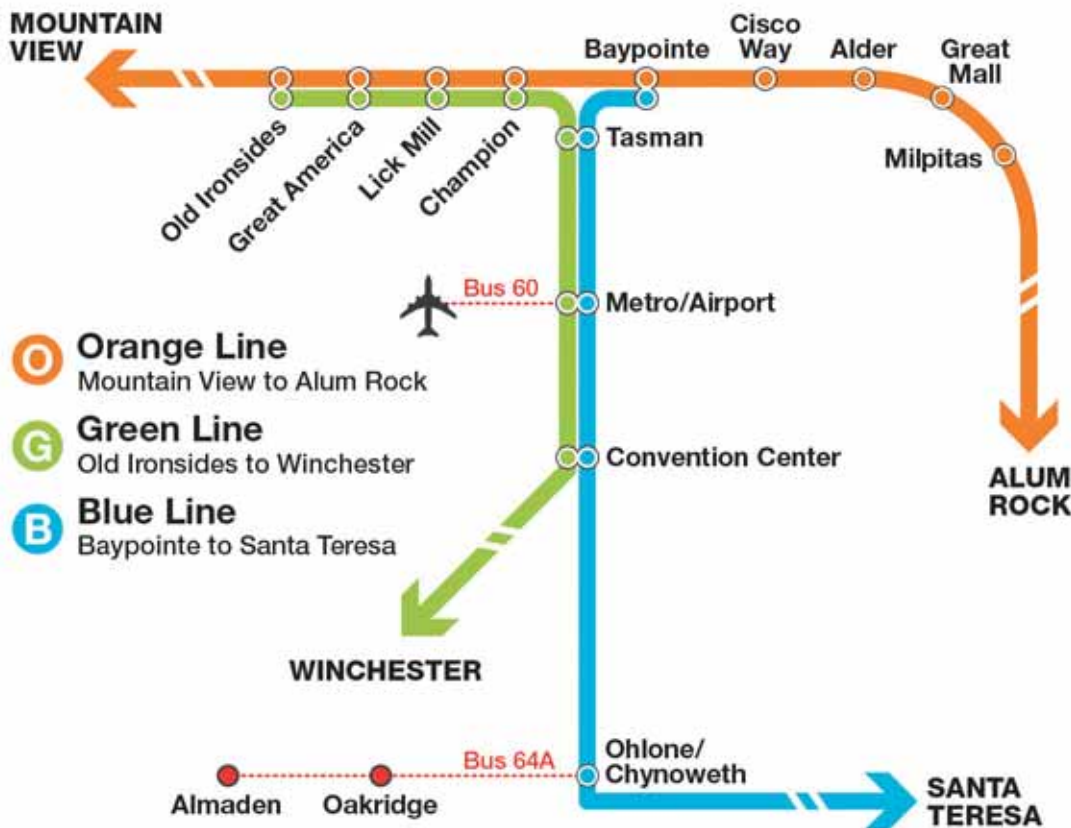 MOUNTAIN
VIEW
Baypointe
Cisco
Way
Alder
Great
Mall
Old Ironsides
Great America
Lick Mill
Champion
Tasman
Milpitas
Bus 60
Metro/Airport
O Orange Line
Mountain View to Alum Rock
G Green Line
Old Ironsides to Winchester
Convention Center
ALUM
ROCK
B Blue Line
Baypointe to Santa Teresa
WINCHESTER
Bus 64A
Ohlone/
Chynoweth
Almaden
Oakridge
SANTA
TERESA